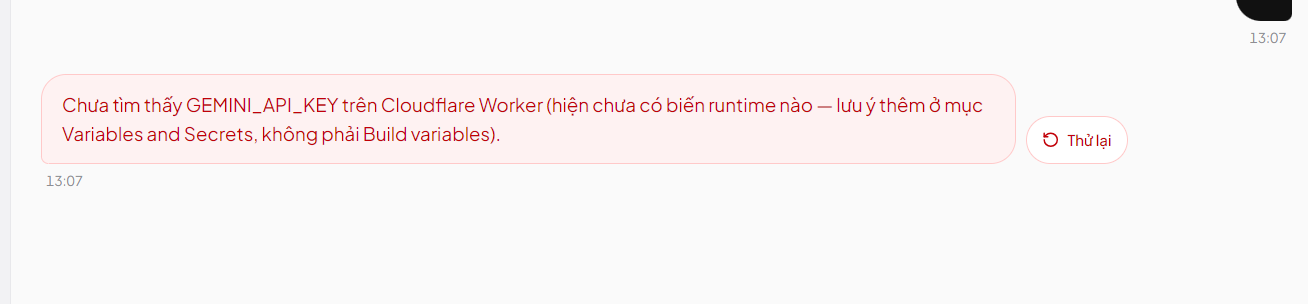 13:07
Chưa tìm thấy GEMINI_API_KEY trên Cloudflare Worker (hiện chưa có biến runtime nào — lưu ý thêm ở mục
Variables and Secrets, không phải Build variables).
Thử lại
13:07